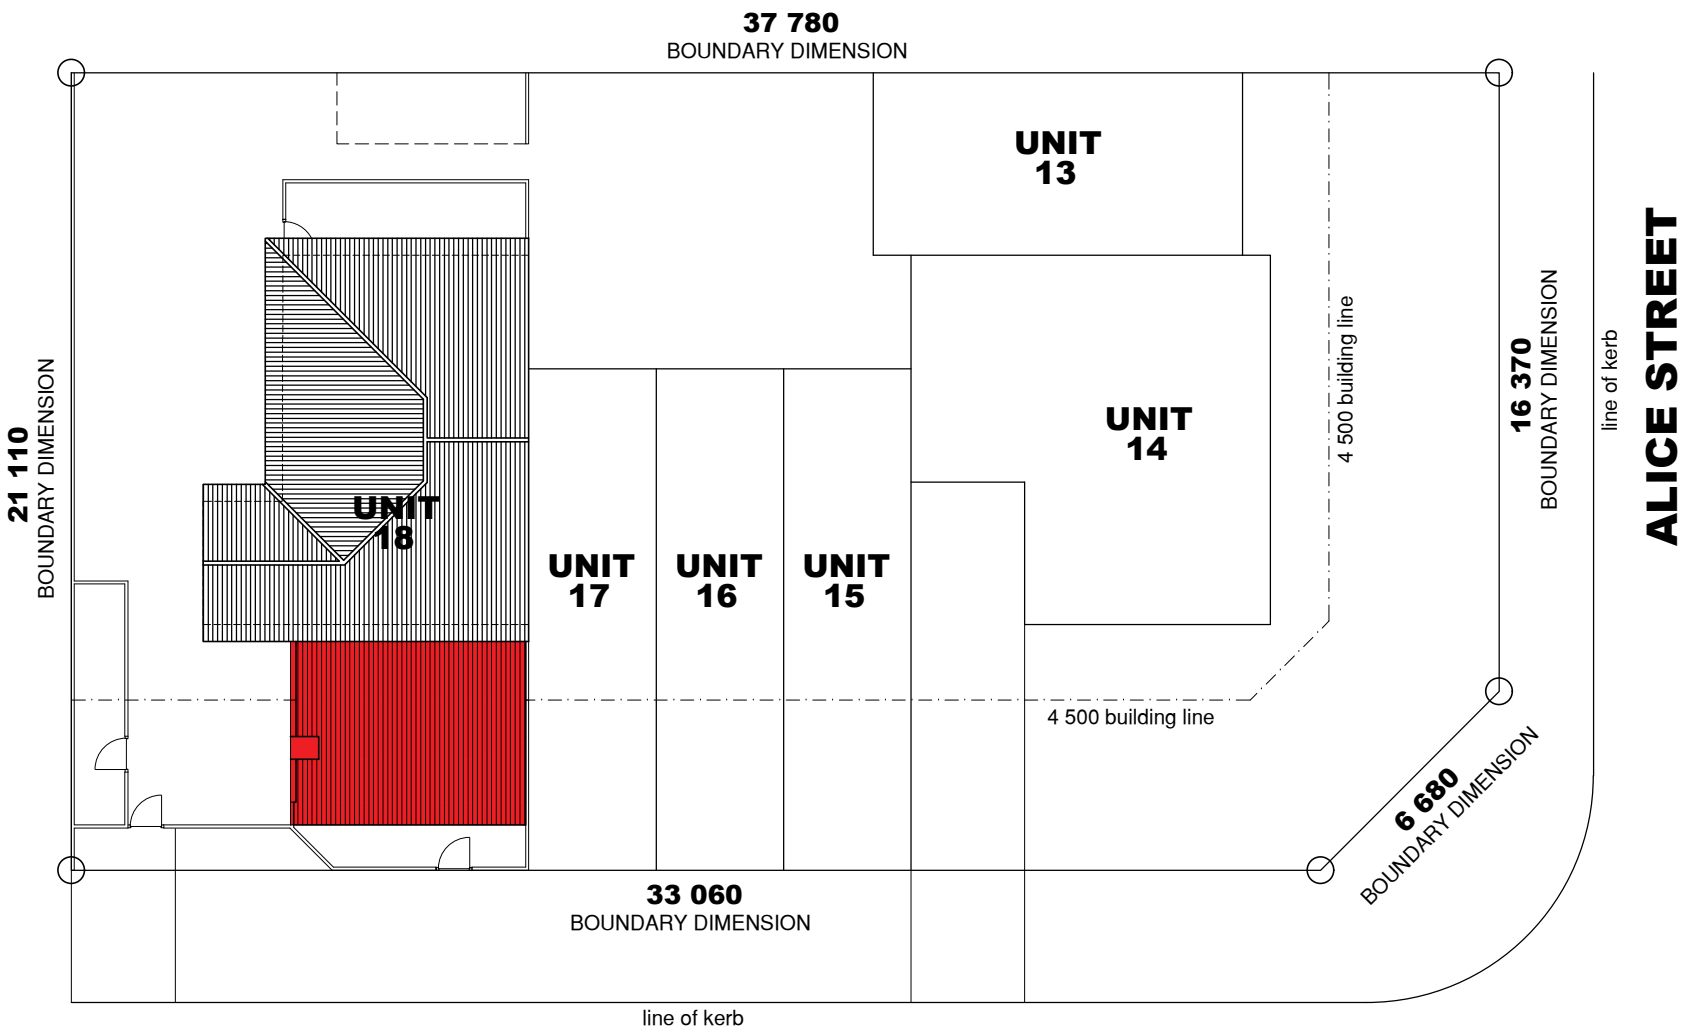 37 780
BOUNDARY DIMENSION
UNIT
13
UNIT
14
UNIT
18
UNIT
17
UNIT
16
UNIT
15
21 110
BOUNDARY DIMENSION
4 500 building line
16 370
BOUNDARY DIMENSION
line of kerb
ALICE STREET
4 500 building line
6 680
BOUNDARY DIMENSION
33 060
BOUNDARY DIMENSION
line of kerb